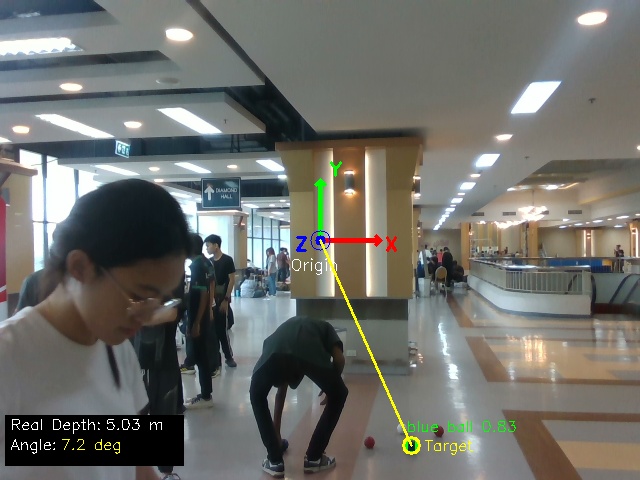 DIAMOND
HALL
Y
Z
X
Origin
blue ball 0.83
Target
Real Depth: 5.03 m
Angle: 7.2 deg